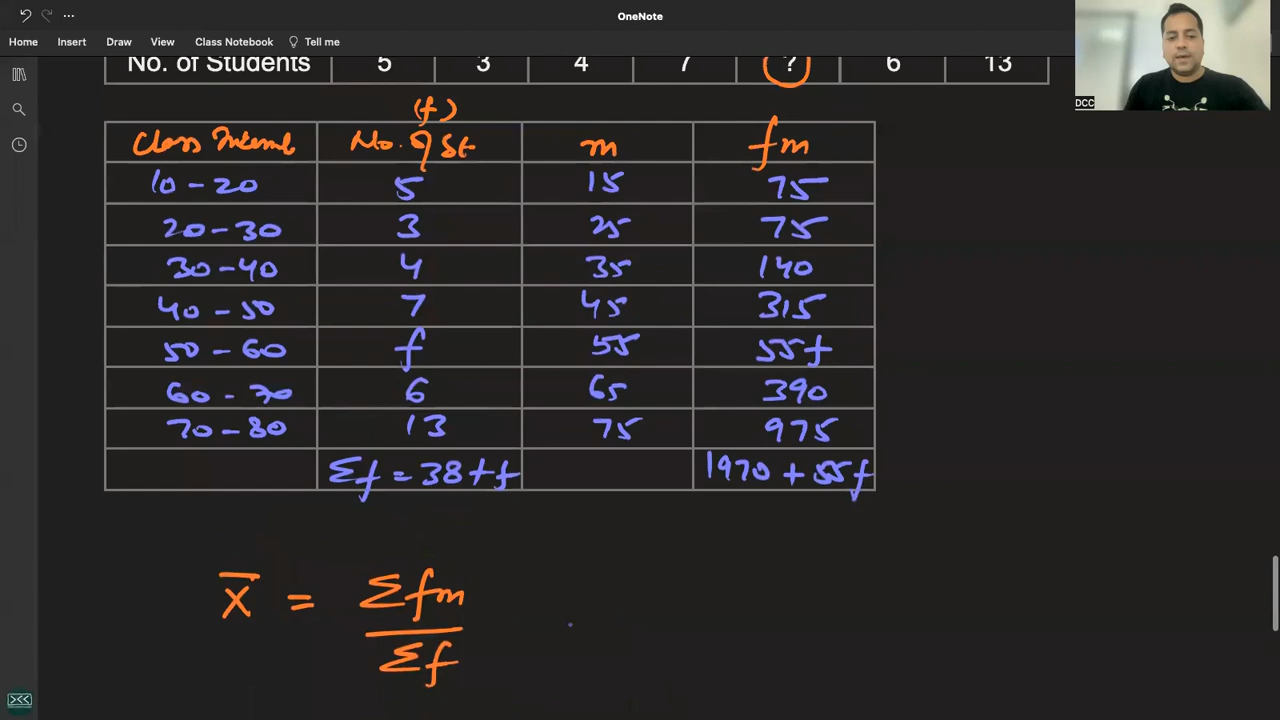 OneNote
Home Insert Draw View Class Notebook Tell me
No. of Students 5 3 4 7 ? 6 13
(f)
Class Interval No. of St m fm
10-20 5 15 75
20-30 3 25 75
30-40 4 35 140
40-50 7 45 315
50-60 f 55 55f
60-70 6 65 390
70-80 13 75 975
Σf = 38+f 1970 + 55f
X̄ = Σfm
Σf
DCC